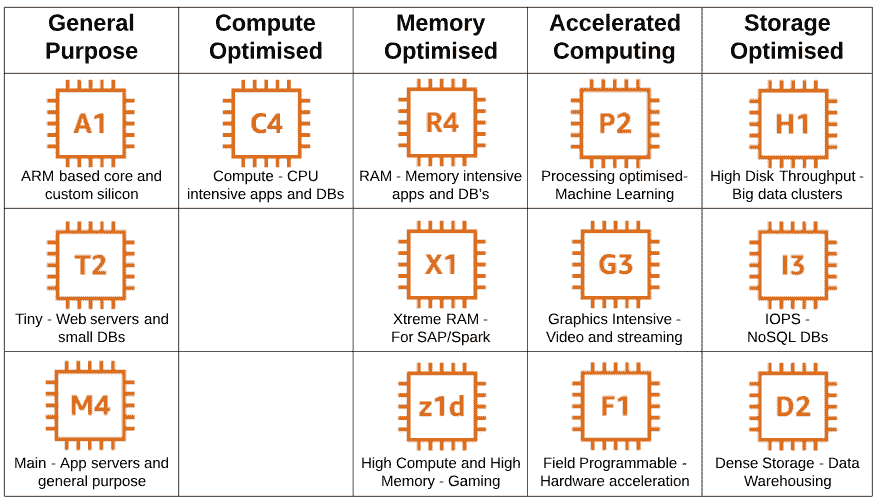 General
Purpose
Compute
Optimised
Memory
Optimised
Accelerated
Computing
Storage
Optimised
A1
ARM based core and
custom silicon
C4
Compute - CPU
intensive apps and DBs
R4
RAM - Memory intensive
apps and DB's
P2
Processing optimised-
Machine Learning
H1
High Disk Throughput -
Big data clusters
T2
Tiny - Web servers and
small DBs
X1
Xtreme RAM -
For SAP/Spark
G3
Graphics Intensive -
Video and streaming
I3
IOPS -
NoSQL DBs
M4
Main - App servers and
general purpose
z1d
High Compute and High
Memory - Gaming
F1
Field Programmable -
Hardware acceleration
D2
Dense Storage - Data
Warehousing